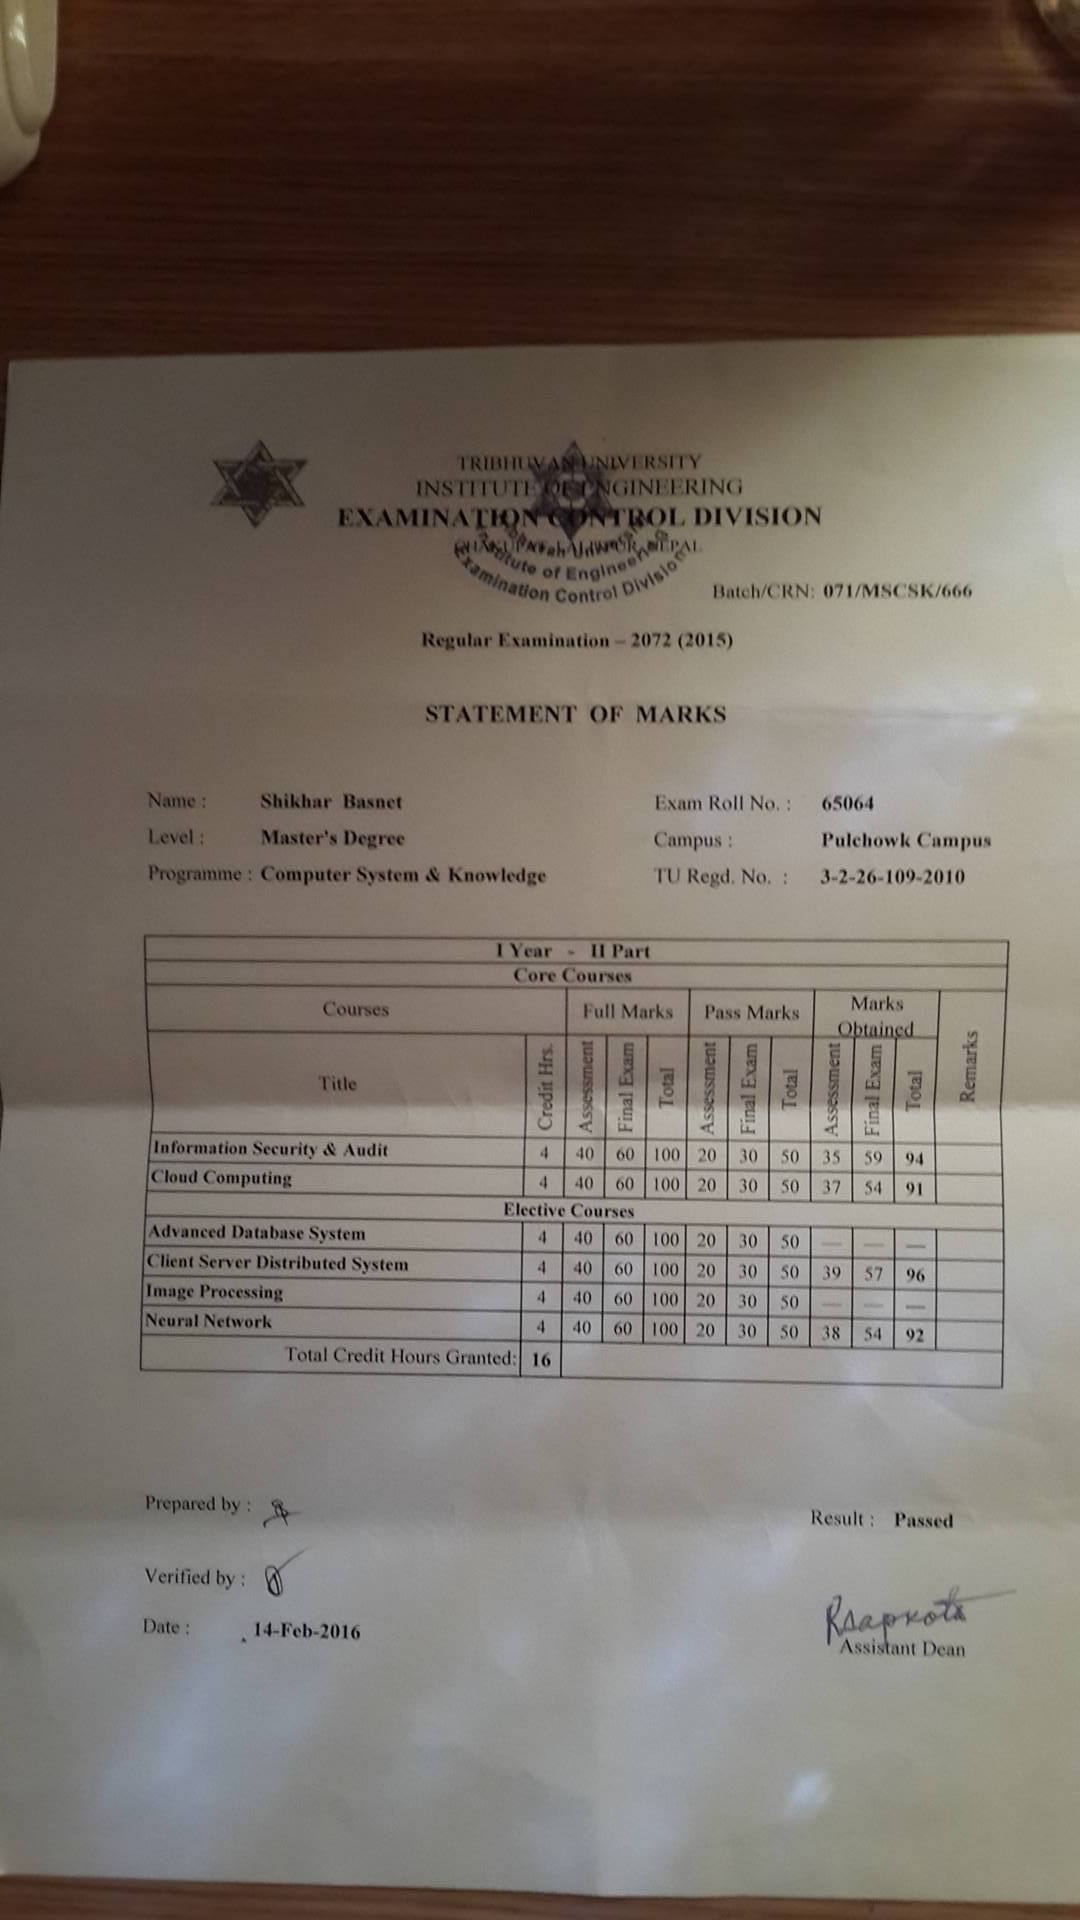 TRIBHUVAN UNIVERSITY
INSTITUTE OF ENGINEERING
EXAMINATION CONTROL DIVISION
NEPAL
Institute of Engineering
Examination Control Division
Batch/CRN: 071/MSCSK/666
Regular Examination – 2072 (2015)
STATEMENT OF MARKS
Name : Shikhar Basnet Exam Roll No. : 65064
Level : Master's Degree Campus : Pulchowk Campus
Programme : Computer System & Knowledge TU Regd. No. : 3-2-26-109-2010
I Year - II Part
Core Courses
Courses Full Marks Pass Marks Marks Obtained Remarks
Title Credit Hrs. Assessment Final Exam Total Assessment Final Exam Total Assessment Final Exam Total
Information Security & Audit 4 40 60 100 20 30 50 35 59 94
Cloud Computing 4 40 60 100 20 30 50 37 54 91
Elective Courses
Advanced Database System 4 40 60 100 20 30 50 — — —
Client Server Distributed System 4 40 60 100 20 30 50 39 57 96
Image Processing 4 40 60 100 20 30 50 — — —
Neural Network 4 40 60 100 20 30 50 38 54 92
Total Credit Hours Granted: 16
Prepared by :
Result : Passed
Verified by :
Date : 14-Feb-2016
Rsapkota
Assistant Dean